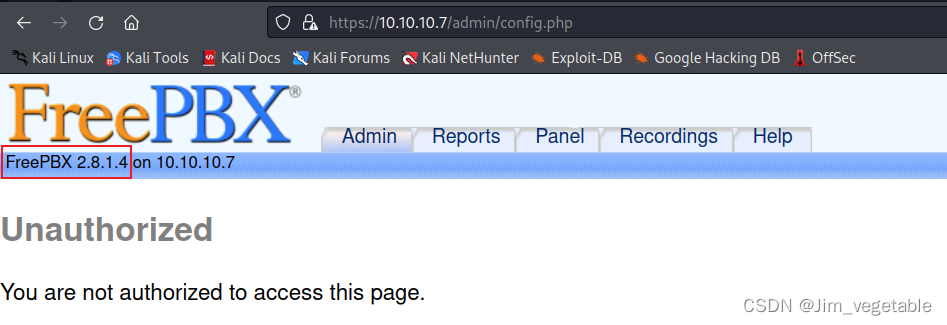 https://10.10.10.7/admin/config.php
Kali Linux Kali Tools Kali Docs Kali Forums Kali NetHunter Exploit-DB Google Hacking DB OffSec
FreePBX®
Admin Reports Panel Recordings Help
FreePBX 2.8.1.4 on 10.10.10.7
Unauthorized
You are not authorized to access this page.
CSDN @Jim_vegetable